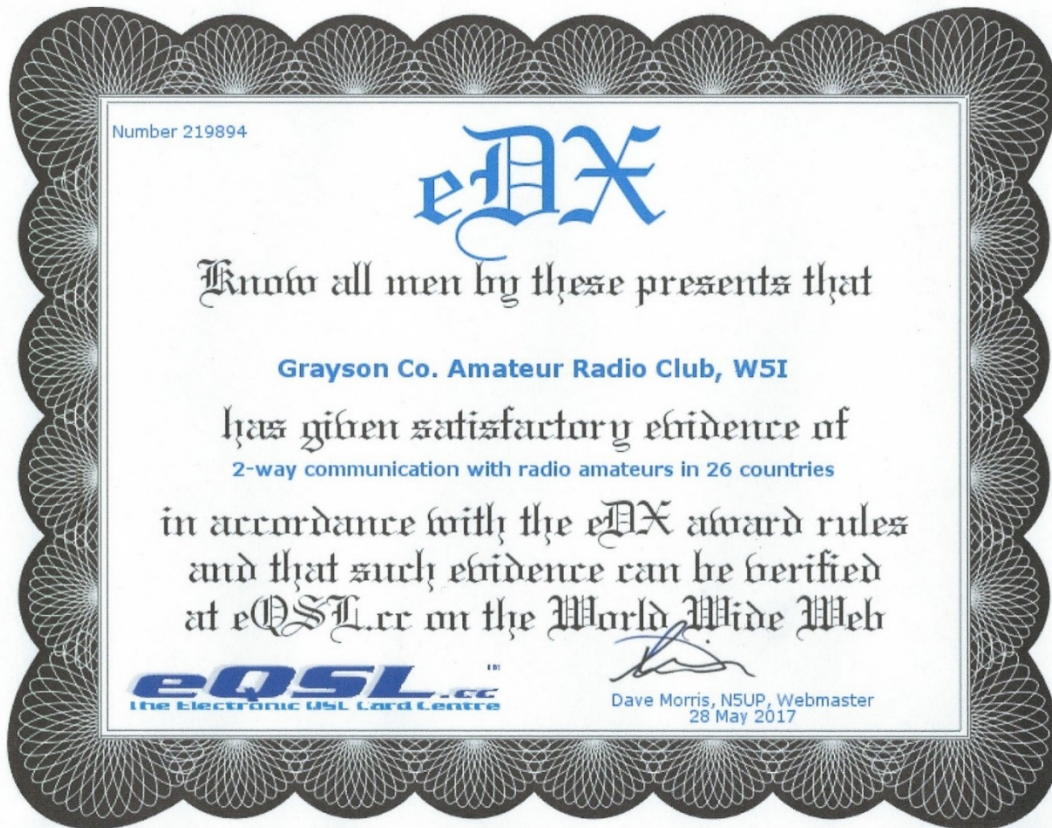 Number 219894
eDX
Know all men by these presents that
Grayson Co. Amateur Radio Club, W5I
has given satisfactory evidence of
2-way communication with radio amateurs in 26 countries
in accordance with the eDX award rules
and that such evidence can be verified
at eQSL.cc on the World Wide Web
eQSL.cc™
The Electronic QSL Card Centre
Dave Morris, N5UP, Webmaster
28 May 2017